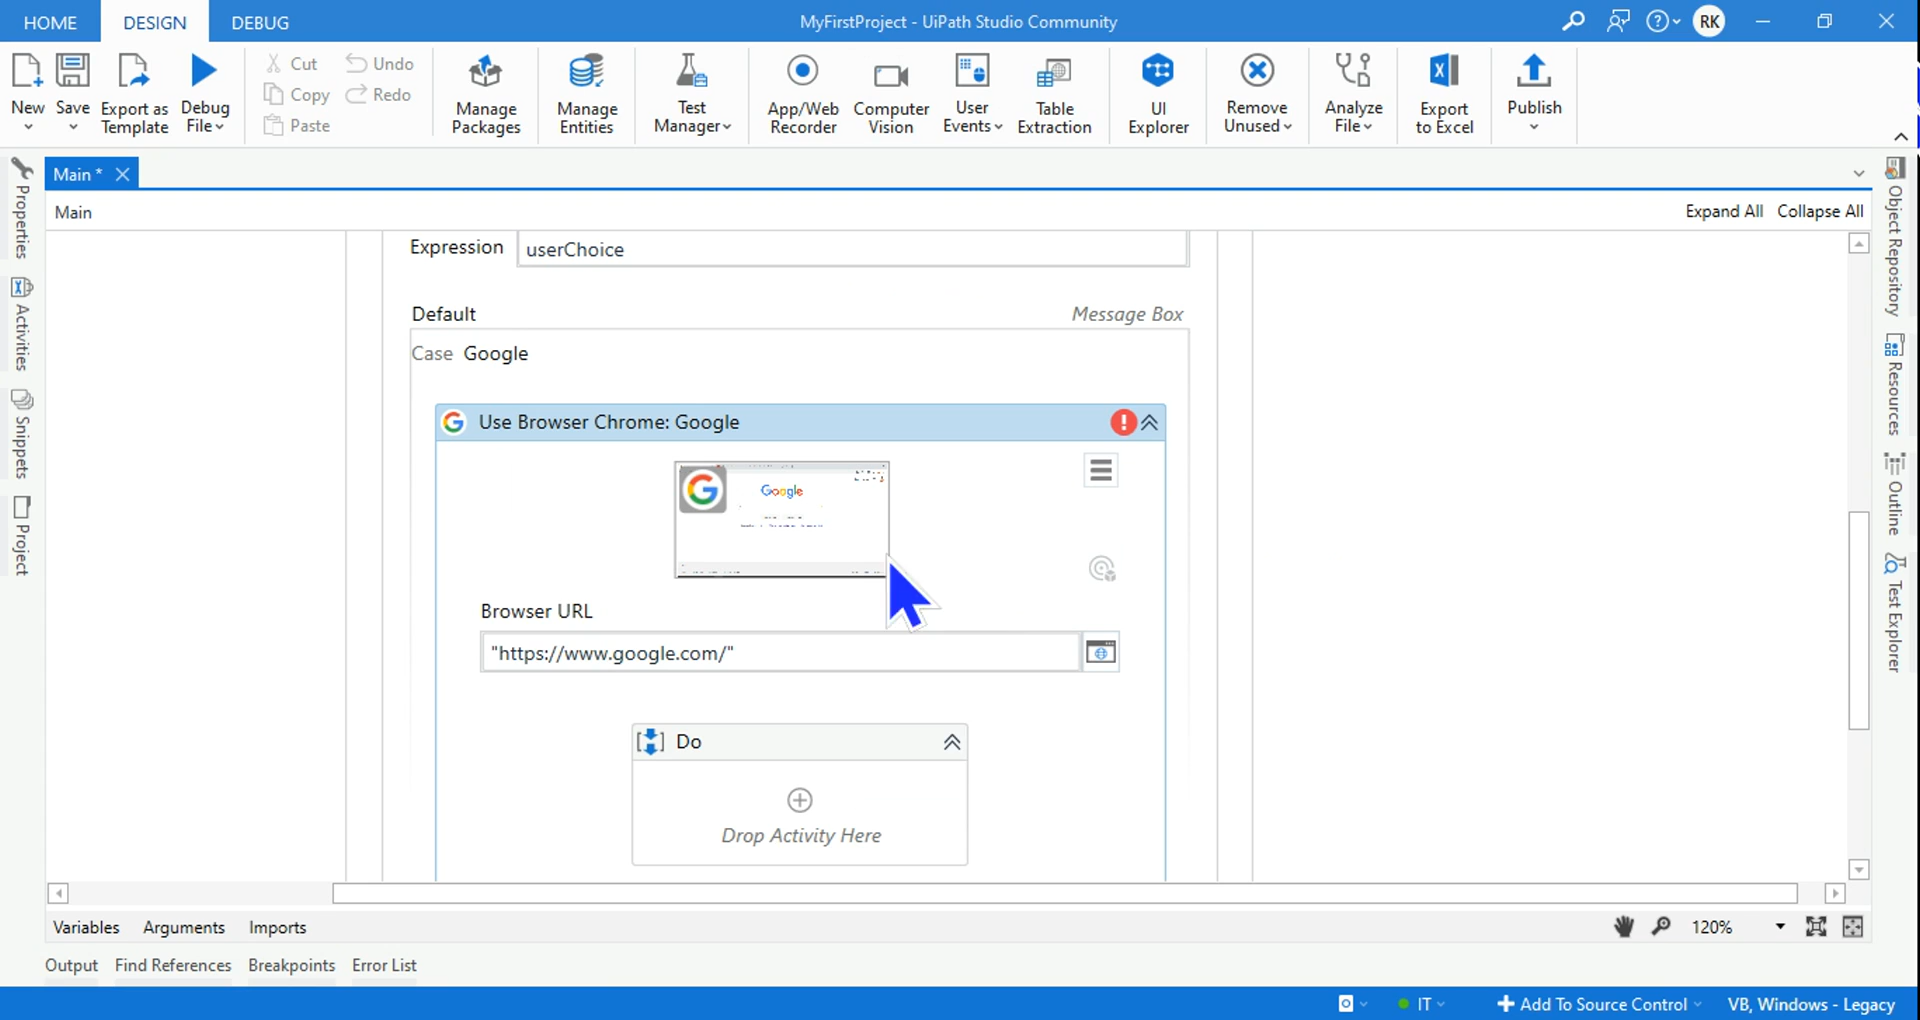 HOME DESIGN DEBUG MyFirstProject - UiPath Studio Community RK
New Save Export as Template Debug File Cut Copy Paste Undo Redo Manage Packages Manage Entities Test Manager App/Web Recorder Computer Vision User Events Table Extraction UI Explorer Remove Unused Analyze File Export to Excel Publish
Main *
Main Expand All Collapse All
Properties
Activities
Snippets
Project
Object Repository
Resources
Outline
Test Explorer
Expression userChoice
Default Message Box
Case Google
Use Browser Chrome: Google
Google
Browser URL
"https://www.google.com/"
Do
Drop Activity Here
Variables Arguments Imports 120%
Output Find References Breakpoints Error List
IT Add To Source Control VB, Windows - Legacy